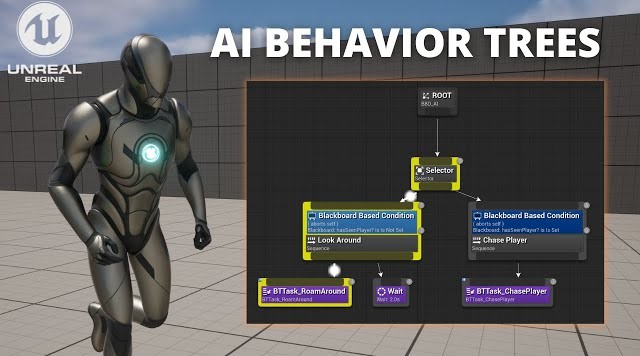 UNREAL
ENGINE
AI BEHAVIOR TREES
ROOT
BBD_AI
Selector
Selector
Blackboard Based Condition
( aborts self )
Blackboard: hasSeenPlayer? is Is Not Set
Look Around
Sequence
Blackboard Based Condition
( aborts self )
Blackboard: hasSeenPlayer? is Is Set
Chase Player
Sequence
BTTask_RoamAround
BTTask_RoamAround
Wait
Wait: 2.0s
BTTask_ChasePlayer
BTTask_ChasePlayer